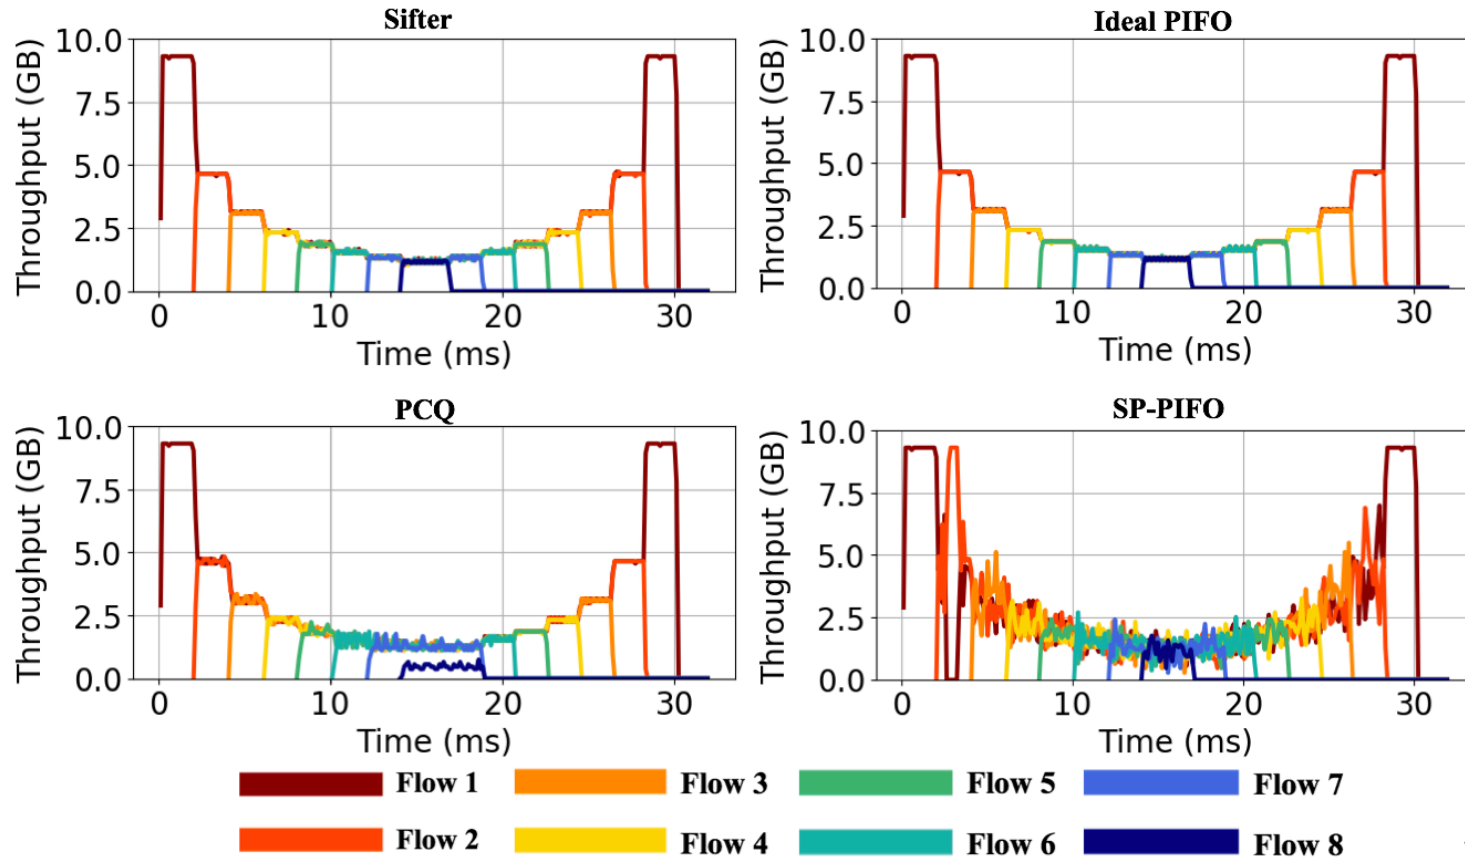 Sifter
Throughput (GB)
10.0
7.5
5.0
2.5
0.0
0 10 20 30
Time (ms)
Ideal PIFO
Throughput (GB)
10.0
7.5
5.0
2.5
0.0
0 10 20 30
Time (ms)
PCQ
Throughput (GB)
10.0
7.5
5.0
2.5
0.0
0 10 20 30
Time (ms)
SP-PIFO
Throughput (GB)
10.0
7.5
5.0
2.5
0.0
0 10 20 30
Time (ms)
Flow 1 Flow 3 Flow 5 Flow 7
Flow 2 Flow 4 Flow 6 Flow 8